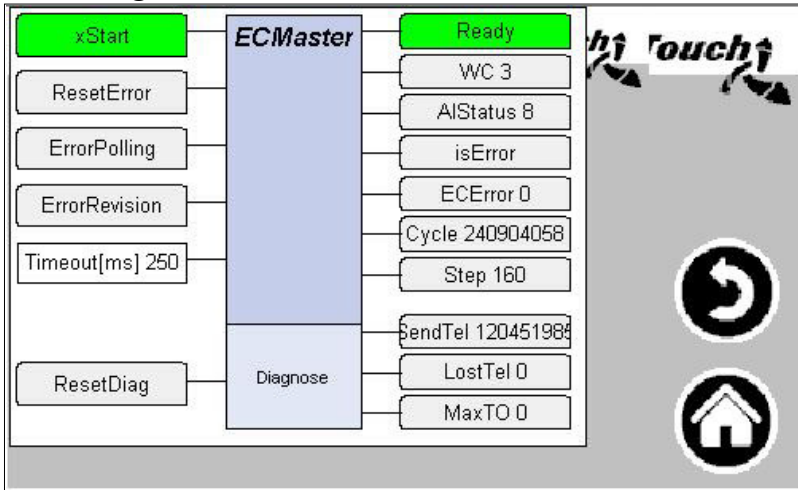 xStart
ECMaster
Ready
ResetError
WC 3
AlStatus 8
ErrorPolling
isError
ErrorRevision
ECError 0
Cycle 240904058
Timeout[ms] 250
Step 160
SendTel 120451985
ResetDiag
Diagnose
LostTel 0
MaxTO 0
Touch